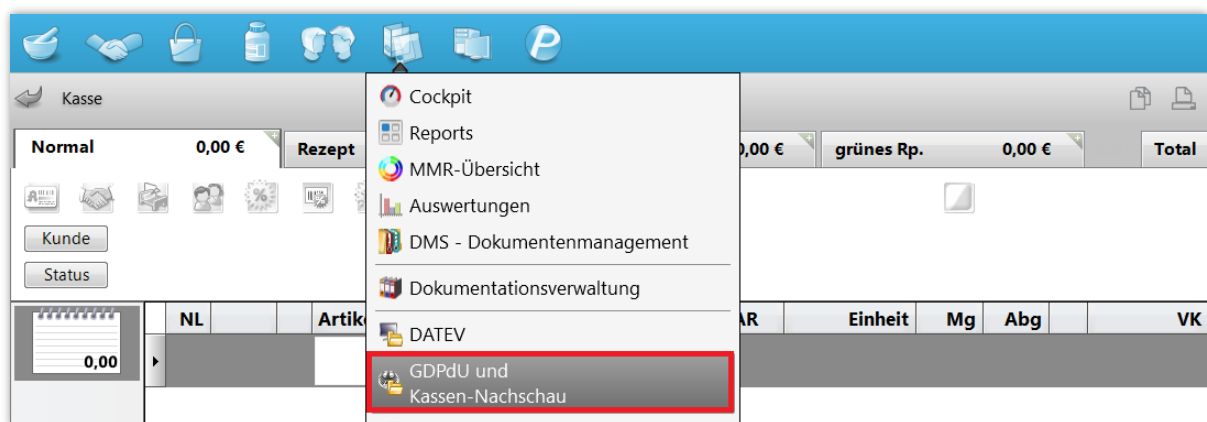 P
Kasse
Normal 0,00 €
Rezept
0,00 €
grünes Rp. 0,00 €
Total
Cockpit
Reports
MMR-Übersicht
Auswertungen
DMS - Dokumentenmanagement
Dokumentationsverwaltung
DATEV
GDPdU und
Kassen-Nachschau
Kunde
Status
0,00
NL
Artik
AR
Einheit
Mg
Abg
VK